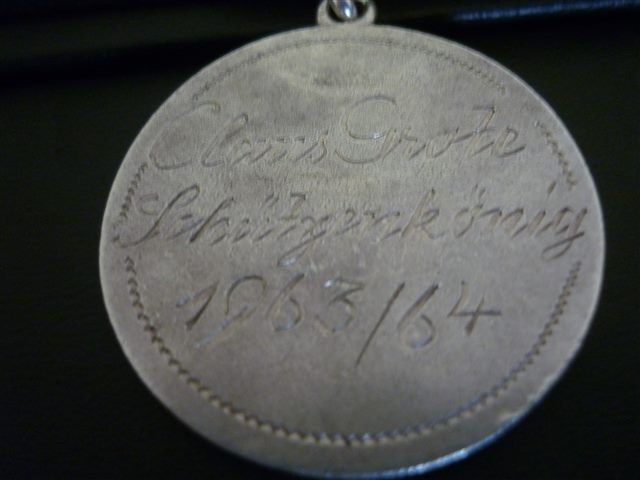 Claus Grote
Schützenkönig
1963/64